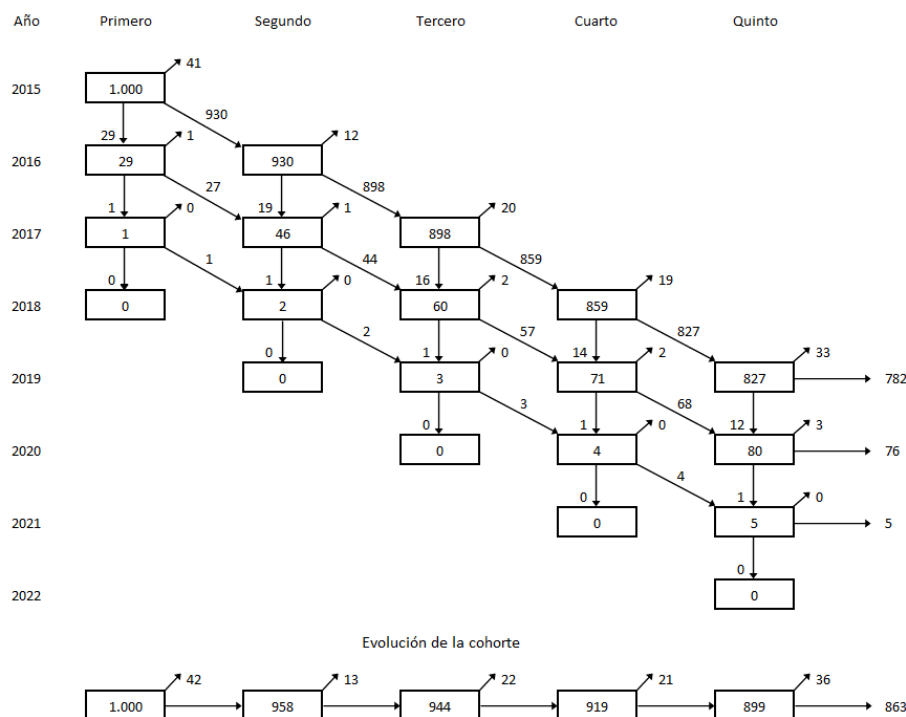 Año Primero Segundo Tercero Cuarto Quinto
41
2015 1.000
930
29 1 12
2016 29 930
27 898
1 0 19 1 20
2017 1 46 898
1 44 859
0 1 0 16 2 19
2018 0 2 60 859
2 57 827
0 1 0 14 2 33
2019 0 3 71 827 782
3 68
0 1 0 12 3
2020 0 4 80 76
4
0 1 0
2021 0 5 5
0
2022 0
Evolución de la cohorte
42 13 22 21 36
1.000 958 944 919 899 863